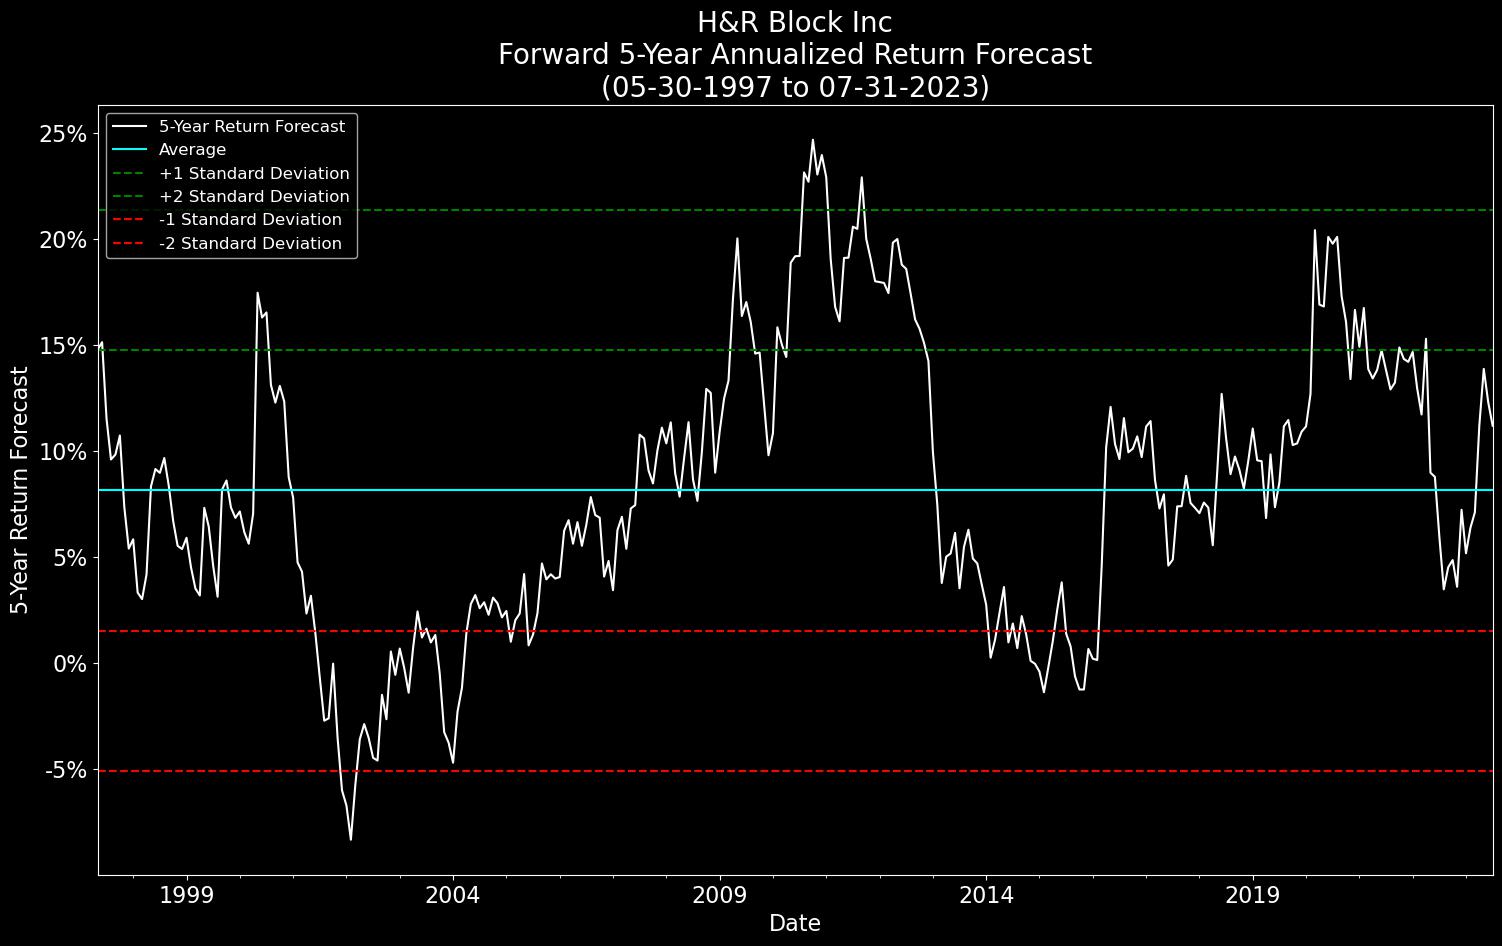 H&R Block Inc
Forward 5-Year Annualized Return Forecast
(05-30-1997 to 07-31-2023)
5-Year Return Forecast
Average
+1 Standard Deviation
+2 Standard Deviation
-1 Standard Deviation
-2 Standard Deviation
25%
20%
15%
10%
5%
0%
-5%
5-Year Return Forecast
1999 2004 2009 2014 2019
Date